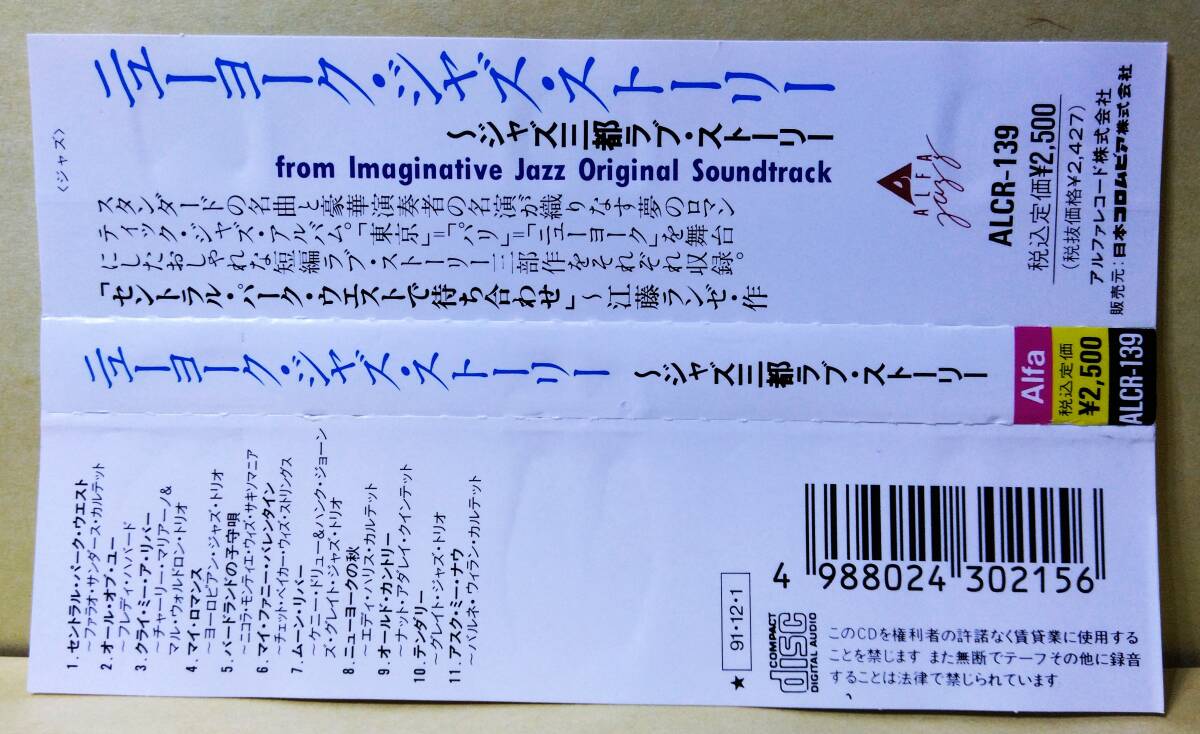 〈ジャズ〉
ニューヨーク・ジャズ・ストーリー
～ジャズ三都ラブ・ストーリー
from Imaginative Jazz Original Soundtrack
スタンダードの名曲と豪華演奏者の名演が織りなす夢のロマン
ティック・ジャズ・アルバム。「東京」=「パリ」=「ニューヨーク」を舞台
にしたおしゃれな短編ラブ・ストーリー三部作をそれぞれ収録。
「セントラル・パーク・ウエストで待ち合わせ」～江藤ランゼ・作
ALFA
jazz
ALCR-139
税込定価¥2,500
(税抜価格¥2,427)
アルファレコード株式会社
販売元：日本コロムビア株式会社
ニューヨーク・ジャズ・ストーリー ～ジャズ三都ラブ・ストーリー
Alfa
税込定価
¥2,500
ALCR-139
1. セントラル・パーク・ウエスト
～ファラオ・サンダース・カルテット
2. オール・オブ・ユー
～フレディ・ハバード
3. クライ・ミー・ア・リバー
～チャーリー・マリアーノ&
マル・ウォルドロン・トリオ
4. マイ・ロマンス
～ヨーロピアン・ジャズ・トリオ
5. バードランドの子守唄
～ニコラ・モンティエ・ウィズ・サキソマニア
6. マイ・ファニー・バレンタイン
～チェット・ベイカー・ウィズ・ストリングス
7. ムーン・リバー
～ケニー・ドリュー&ハンク・ジョーン
ズ・グレイト・ジャズ・トリオ
8. ニューヨークの秋
～エディ・ハリス・カルテット
9. オールド・カントリー
～ナット・アダレイ・クインテット
10. テンダリー
～グレイト・ジャズ・トリオ
11. アスク・ミー・ナウ
～バルネ・ウィラン・カルテット
4 988024 302156
★ 91・12・1
COMPACT
disc
DIGITAL AUDIO
このCDを権利者の許諾なく賃貸業に使用する
ことを禁じます また無断でテープその他に録音
することは法律で禁じられています